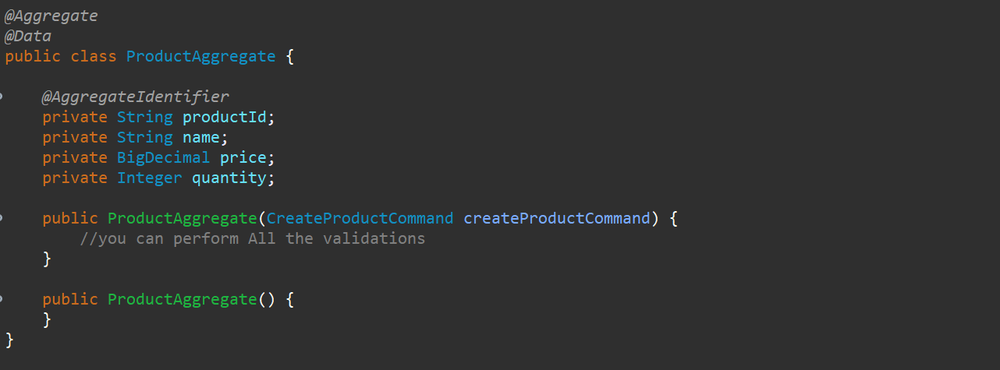 @Aggregate
@Data
public class ProductAggregate {
@AggregateIdentifier
private String productId;
private String name;
private BigDecimal price;
private Integer quantity;
public ProductAggregate(CreateProductCommand createProductCommand) {
//you can perform All the validations
}
public ProductAggregate() {
}
}